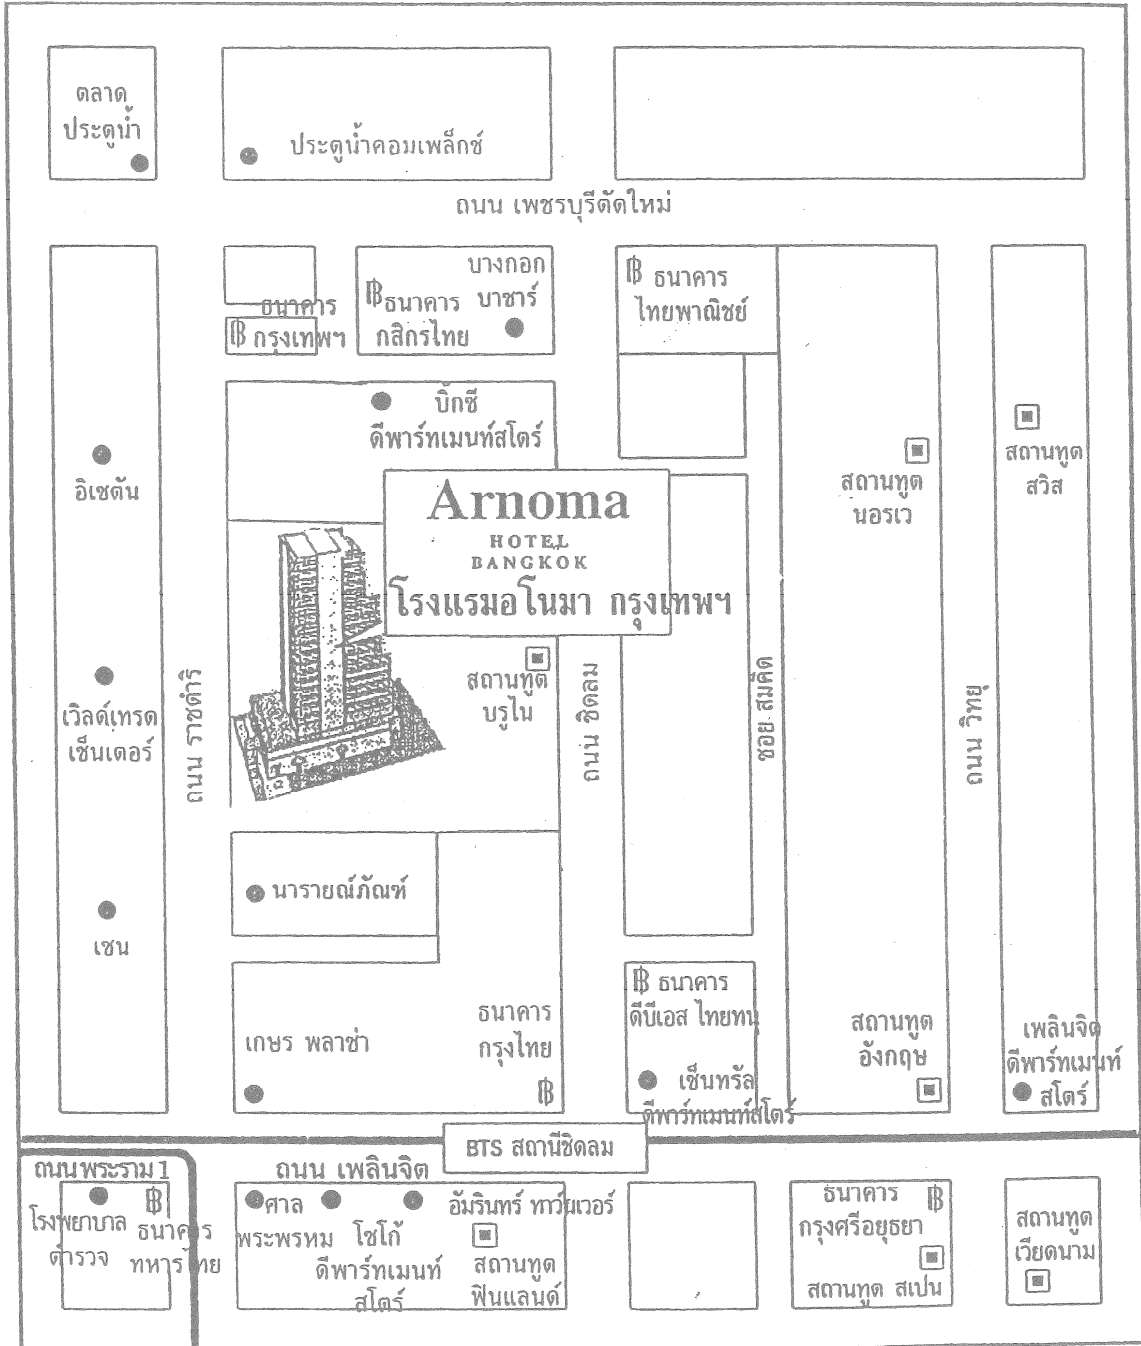 ตลาด
ประตูน้ำ
ประตูน้ำคอมเพล็กซ์
ถนน เพชรบุรีตัดใหม่
ธนาคาร
กรุงเทพฯ
ธนาคาร
กสิกรไทย
บางกอก
บาซาร์
ธนาคาร
ไทยพาณิชย์
บิ๊กซี
ดีพาร์ทเมนท์สโตร์
อิเซตัน
สถานทูต
นอรเว
สถานทูต
สวิส
Arnoma
HOTEL
BANGKOK
โรงแรมอโนมา กรุงเทพฯ
สถานทูต
บรูไน
เวิลด์เทรด
เซ็นเตอร์
ถนน ราชดำริ
ถนน ชิดลม
ซอย สมคิด
ถนน วิทยุ
นารายณ์ภัณฑ์
เซน
เกษร พลาซ่า
ธนาคาร
กรุงไทย
ธนาคาร
ดีบีเอส ไทยทนุ
เซ็นทรัล
ดีพาร์ทเมนท์สโตร์
สถานทูต
อังกฤษ
เพลินจิต
ดีพาร์ทเมนท์
สโตร์
BTS สถานีชิดลม
ถนนพระราม 1
ถนน เพลินจิต
โรงพยาบาล
ตำรวจ
ธนาคาร
ทหารไทย
ศาล
พระพรหม
โซโก้
ดีพาร์ทเมนท์
สโตร์
อัมรินทร์ ทาวเวอร์
สถานทูต
ฟินแลนด์
ธนาคาร
กรุงศรีอยุธยา
สถานทูต สเปน
สถานทูต
เวียดนาม